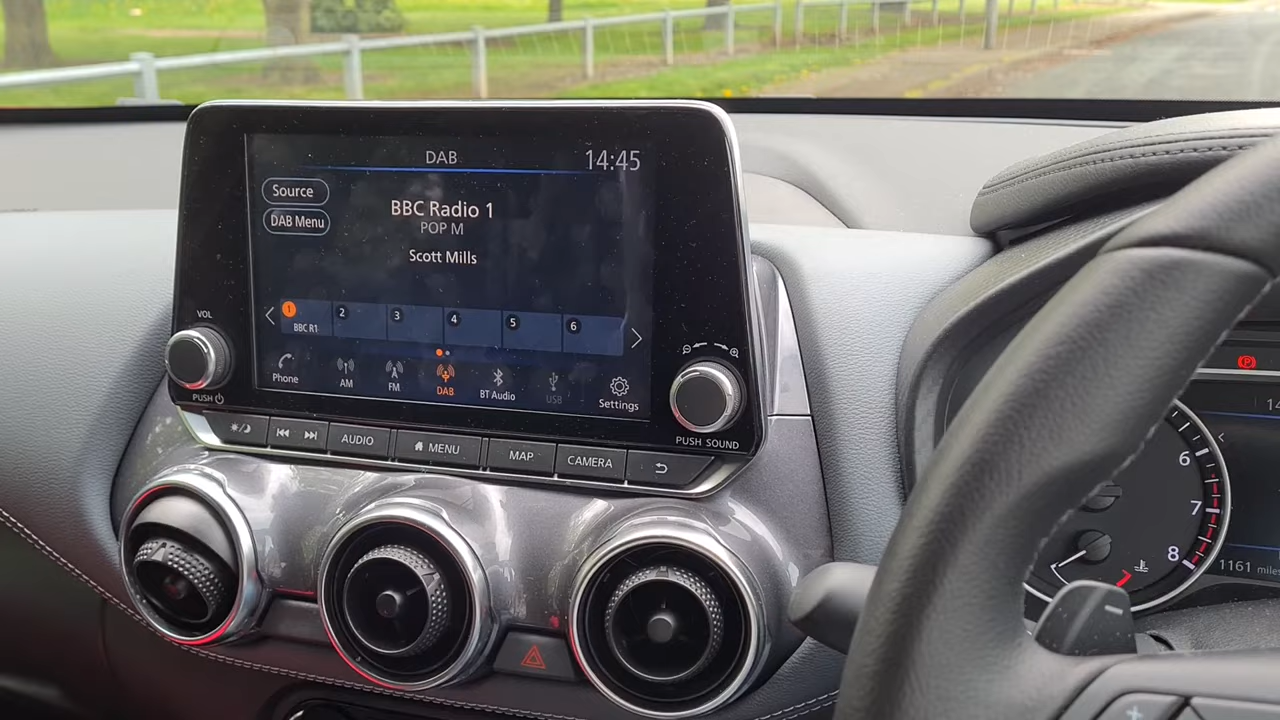 DAB
14:45
Source
DAB Menu
BBC Radio 1
POP M
Scott Mills
1 2 3 4 5 6
BBC R1
Phone AM FM DAB BT Audio USB Settings
VOL
PUSH
PUSH SOUND
AUDIO MENU MAP CAMERA
6
7
8
1161 miles